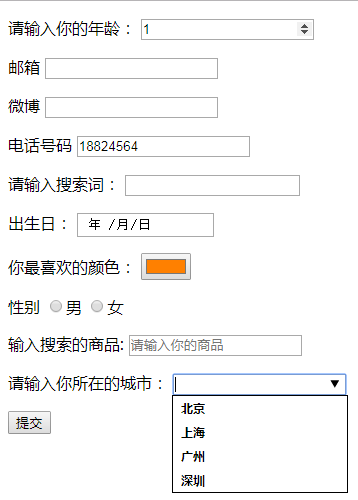 请输入你的年龄： 1
邮箱
微博
电话号码 18824564
请输入搜索词：
出生日： 年 /月/日
你最喜欢的颜色：
性别 男 女
输入搜索的商品: 请输入你的商品
请输入你所在的城市：
北京
上海
广州
深圳
提交